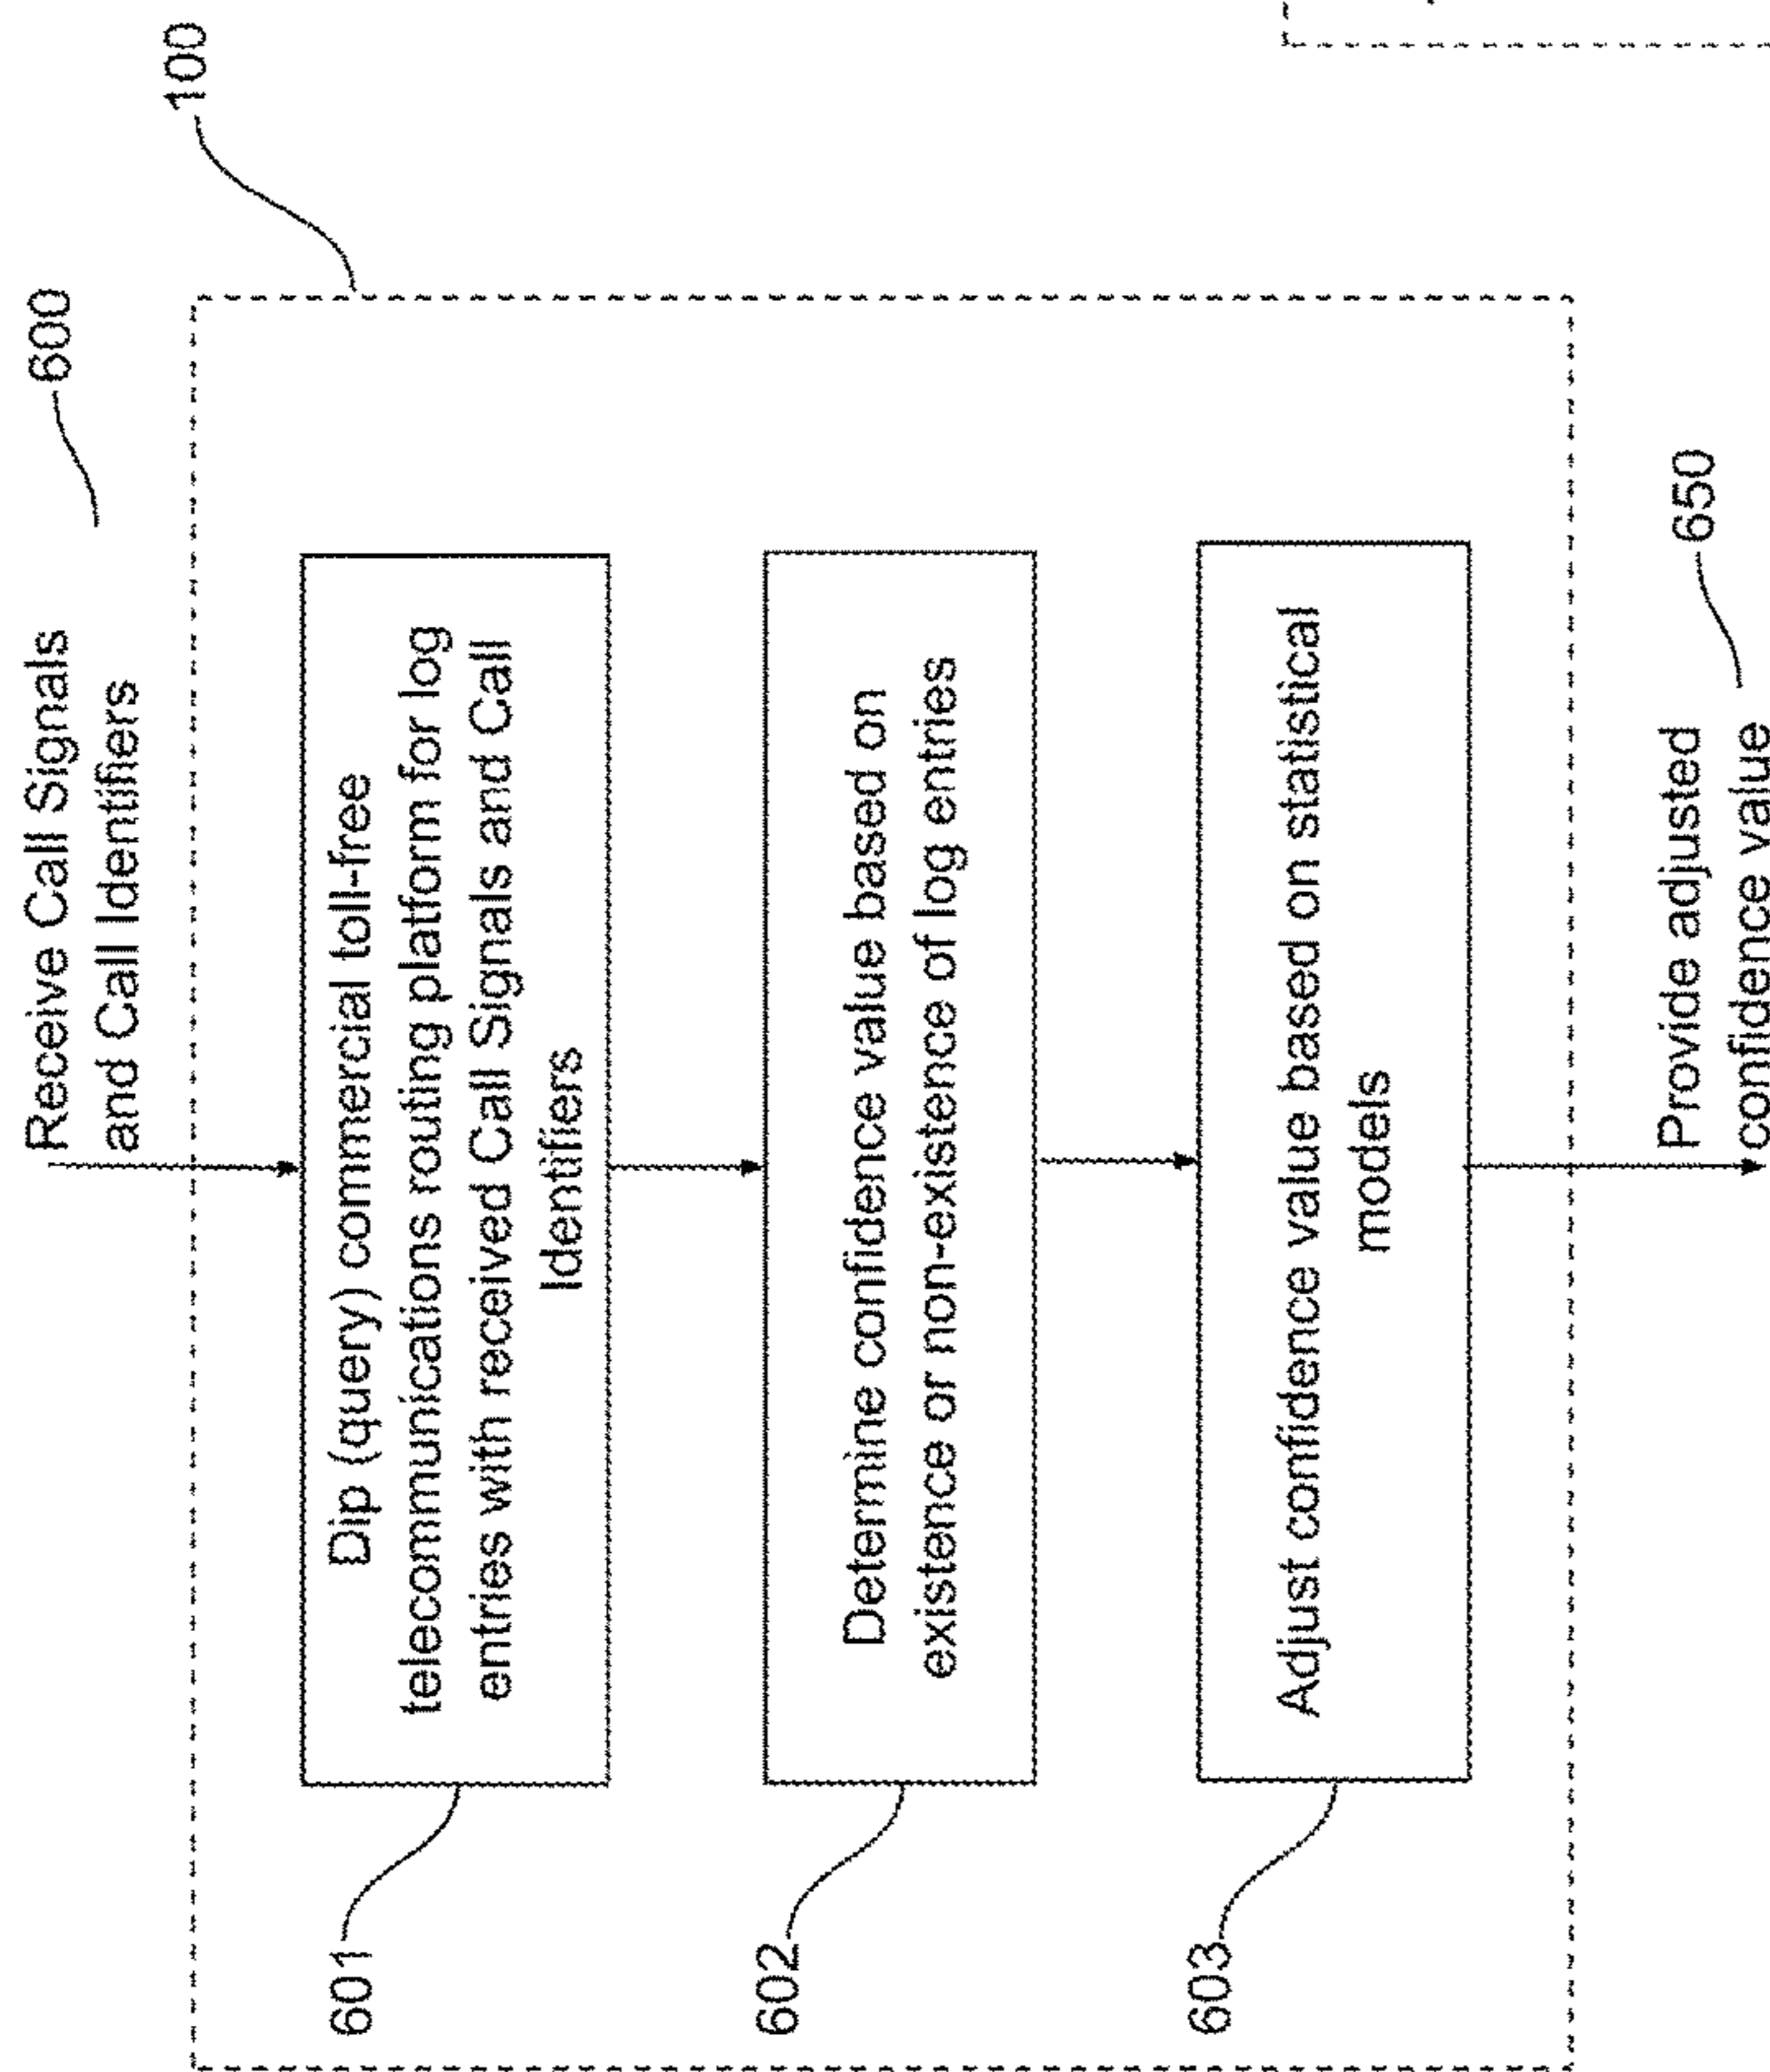 Receive Call Signals
and Call Identifiers
600
100
601
Dip (query) commercial toll-free
telecommunications routing platform for log
entries with received Call Signals and Call
Identifiers
602
Determine confidence value based on
existence or non-existence of log entries
603
Adjust confidence value based on statistical
models
Provide adjusted
confidence value
650